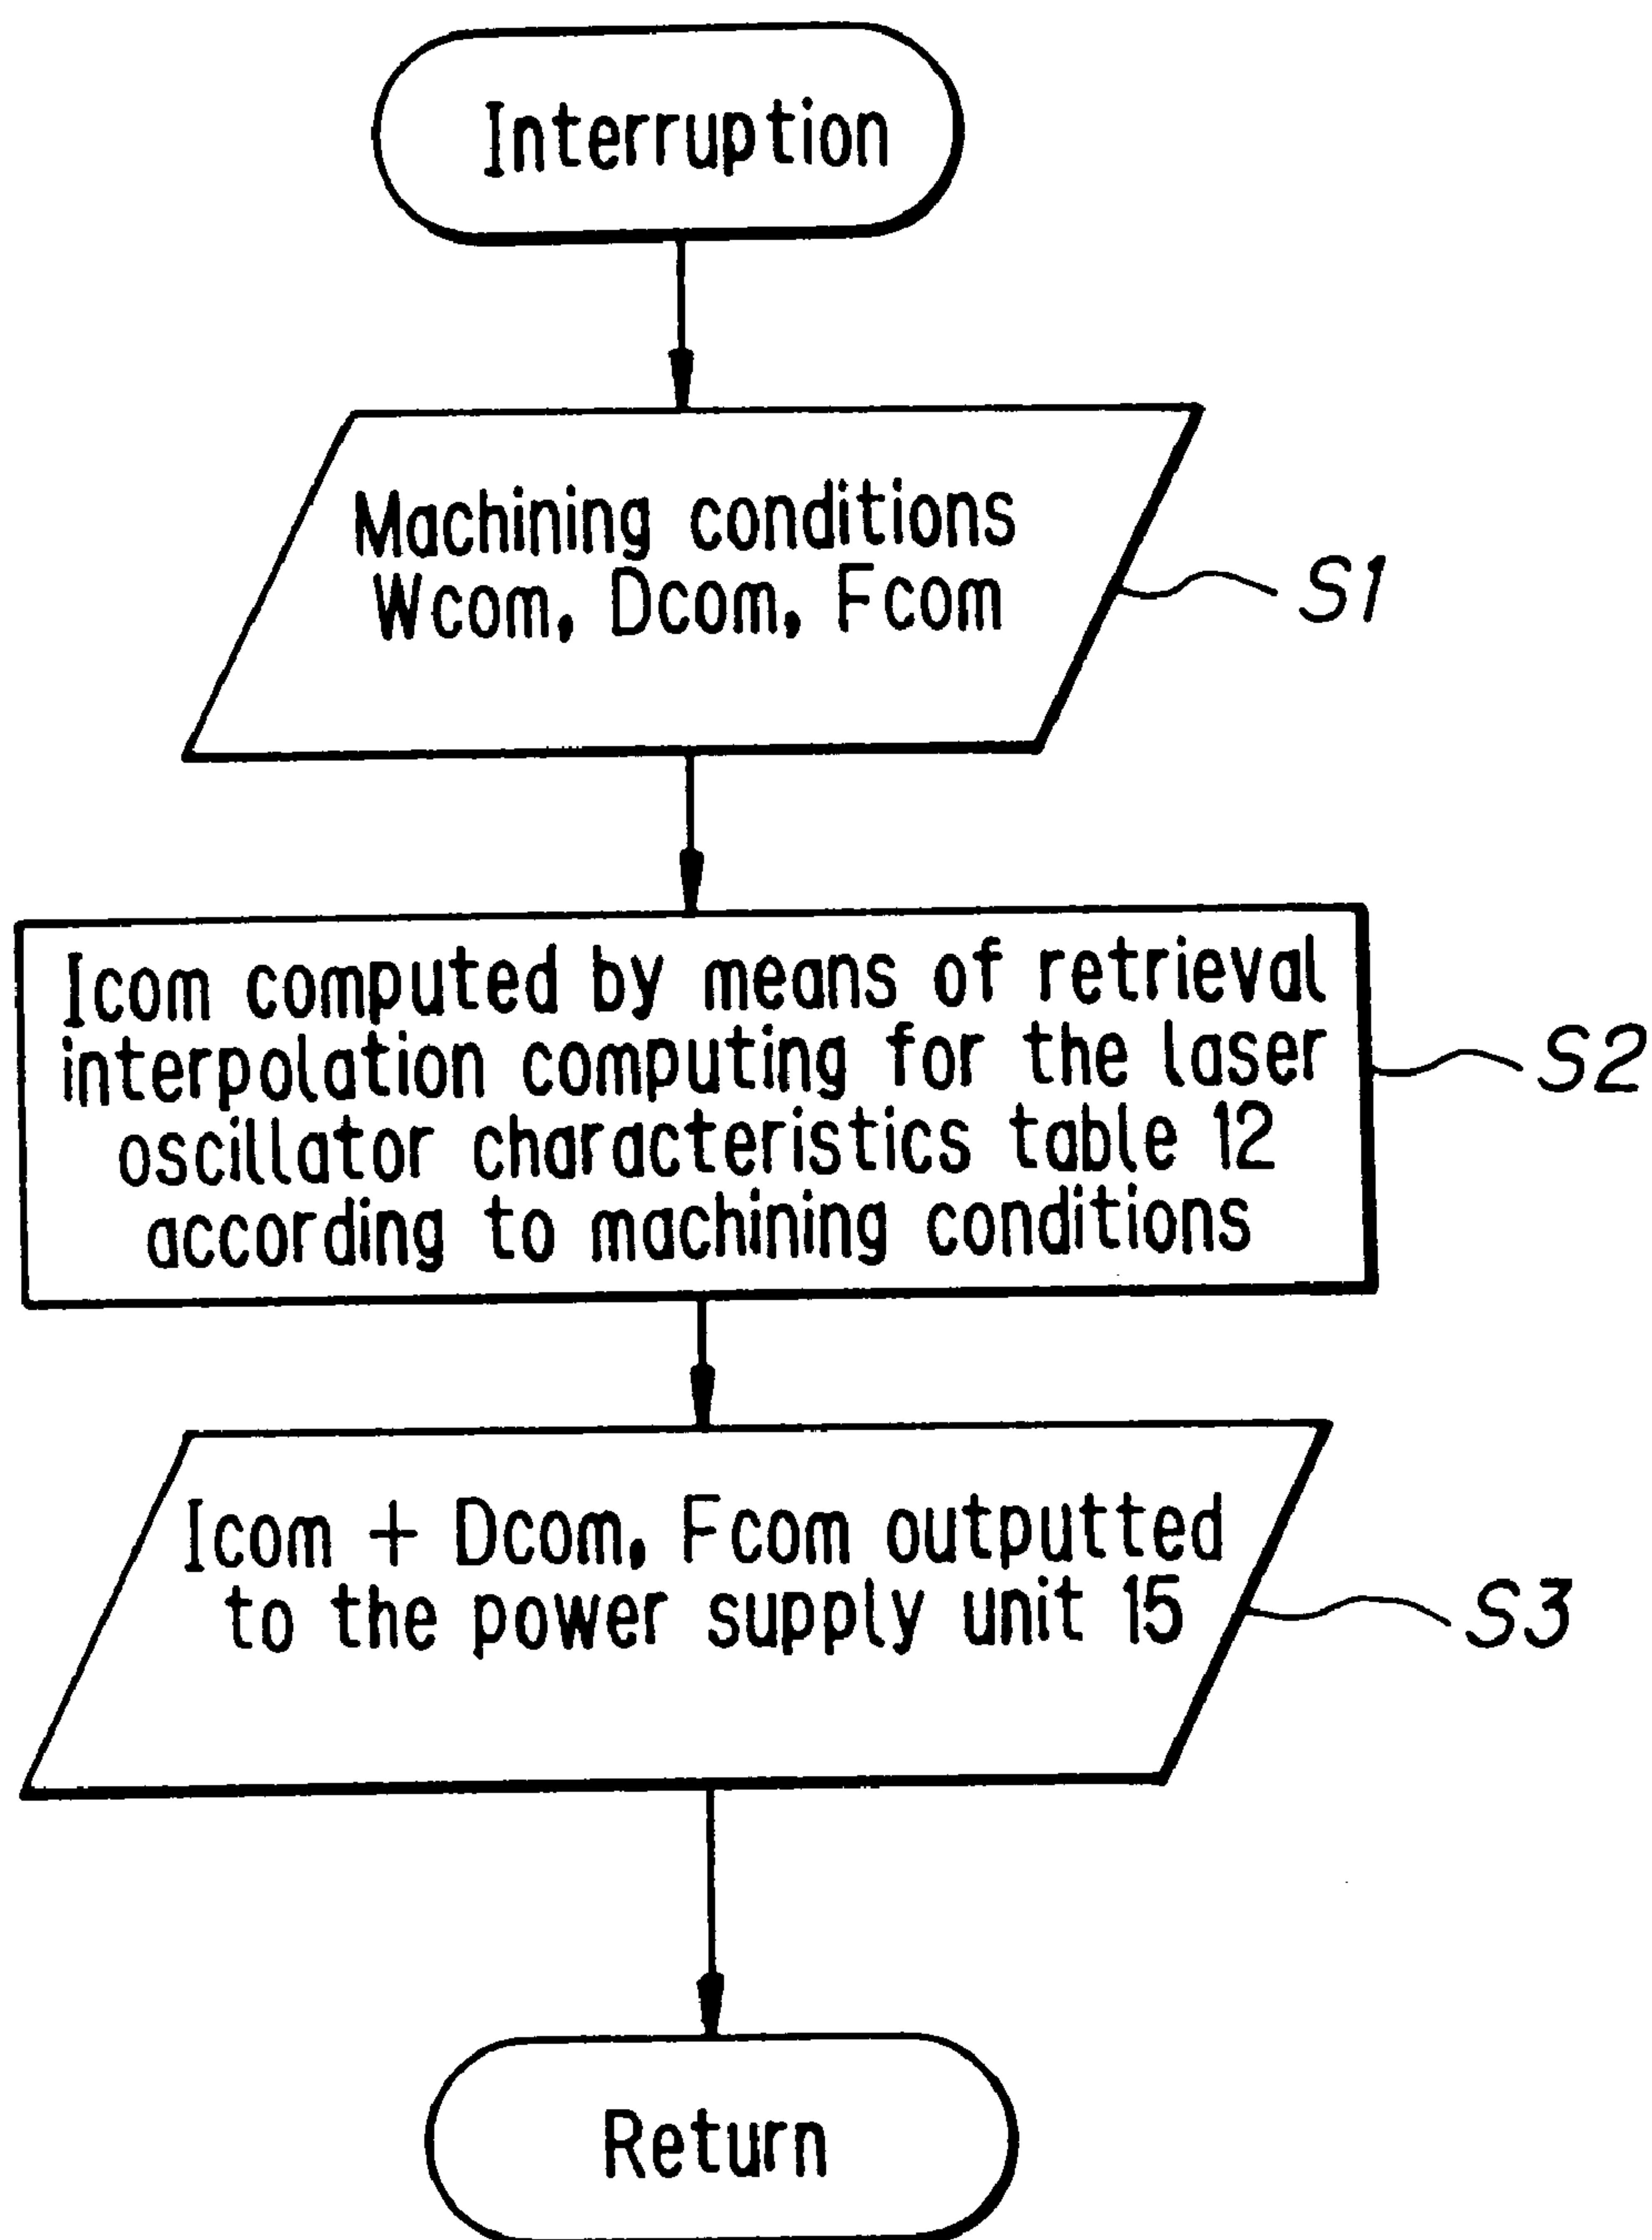 Interruption
Machining conditions
Wcom, Dcom, Fcom
S1
Icom computed by means of retrieval
interpolation computing for the laser
oscillator characteristics table 12
according to machining conditions
S2
Icom + Dcom, Fcom outputted
to the power supply unit 15
S3
Return